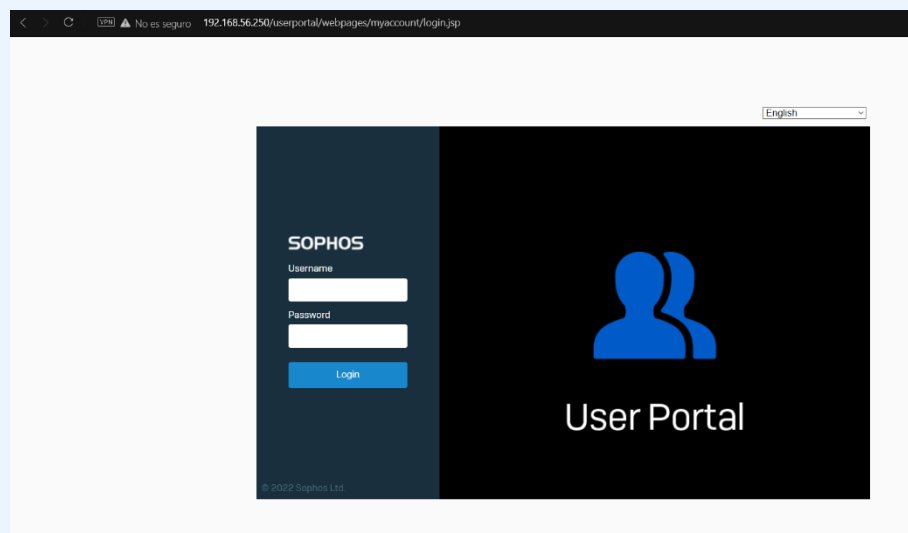 VPN No es seguro 192.168.56.250/userportal/webpages/myaccount/login.jsp
English
SOPHOS
Username
Password
Login
User Portal
© 2022 Sophos Ltd.